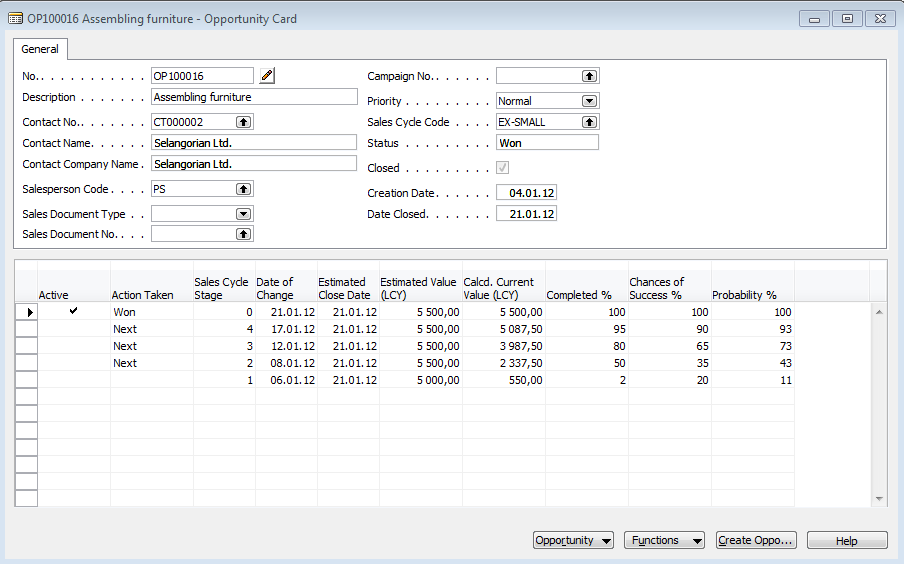 OP100016 Assembling furniture - Opportunity Card
General
No. . . . . . . . . . . . OP100016
Description . . . . . . . Assembling furniture
Contact No. . . . . . . . CT000002
Contact Name. . . . . . . Selangorian Ltd.
Contact Company Name . Selangorian Ltd.
Salesperson Code . . . . PS
Sales Document Type . . .
Sales Document No. . . .
Campaign No. . . . . . .
Priority . . . . . . . . . Normal
Sales Cycle Code . . . . EX-SMALL
Status . . . . . . . . . Won
Closed . . . . . . . . .
Creation Date. . . . . . 04.01.12
Date Closed. . . . . . . 21.01.12
Active Action Taken Sales Cycle Stage Date of Change Estimated Close Date Estimated Value (LCY) Calcd. Current Value (LCY) Completed % Chances of Success % Probability %
Won 0 21.01.12 21.01.12 5 500,00 5 500,00 100 100 100
Next 4 17.01.12 21.01.12 5 500,00 5 087,50 95 90 93
Next 3 12.01.12 21.01.12 5 500,00 3 987,50 80 65 73
Next 2 08.01.12 21.01.12 5 500,00 2 337,50 50 35 43
1 06.01.12 21.01.12 5 000,00 550,00 2 20 11
Opportunity Functions Create Oppo... Help